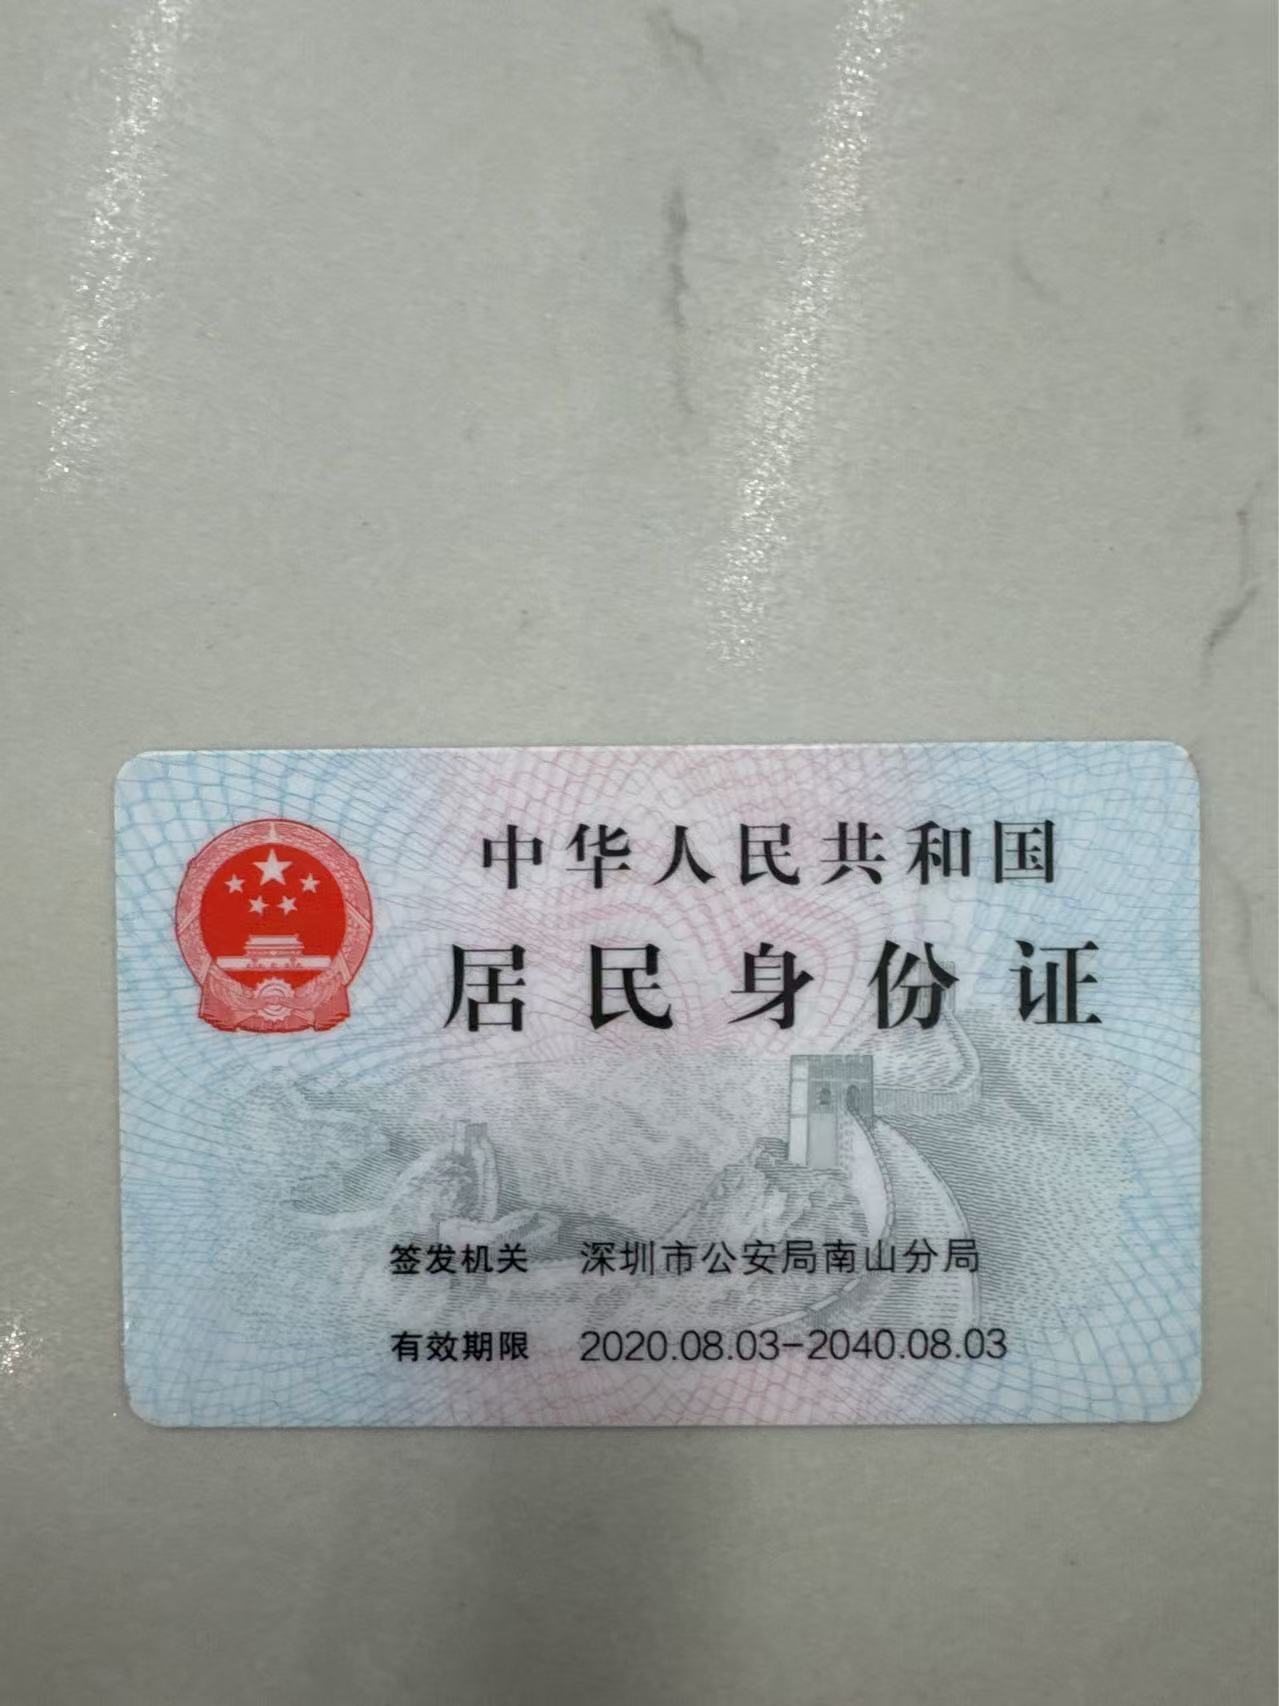 中华人民共和国
居民身份证
签发机关 深圳市公安局南山分局
有效期限 2020.08.03-2040.08.03